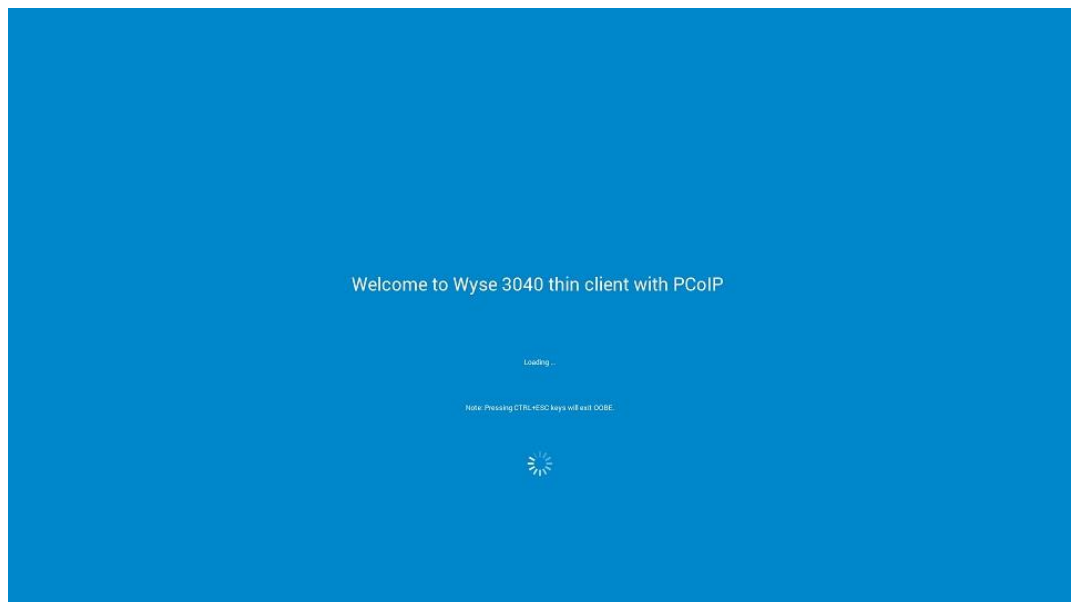 Welcome to Wyse 3040 thin client with PCoIP
Loading ...
Note: Pressing CTRL+ESC keys will exit OOBE.